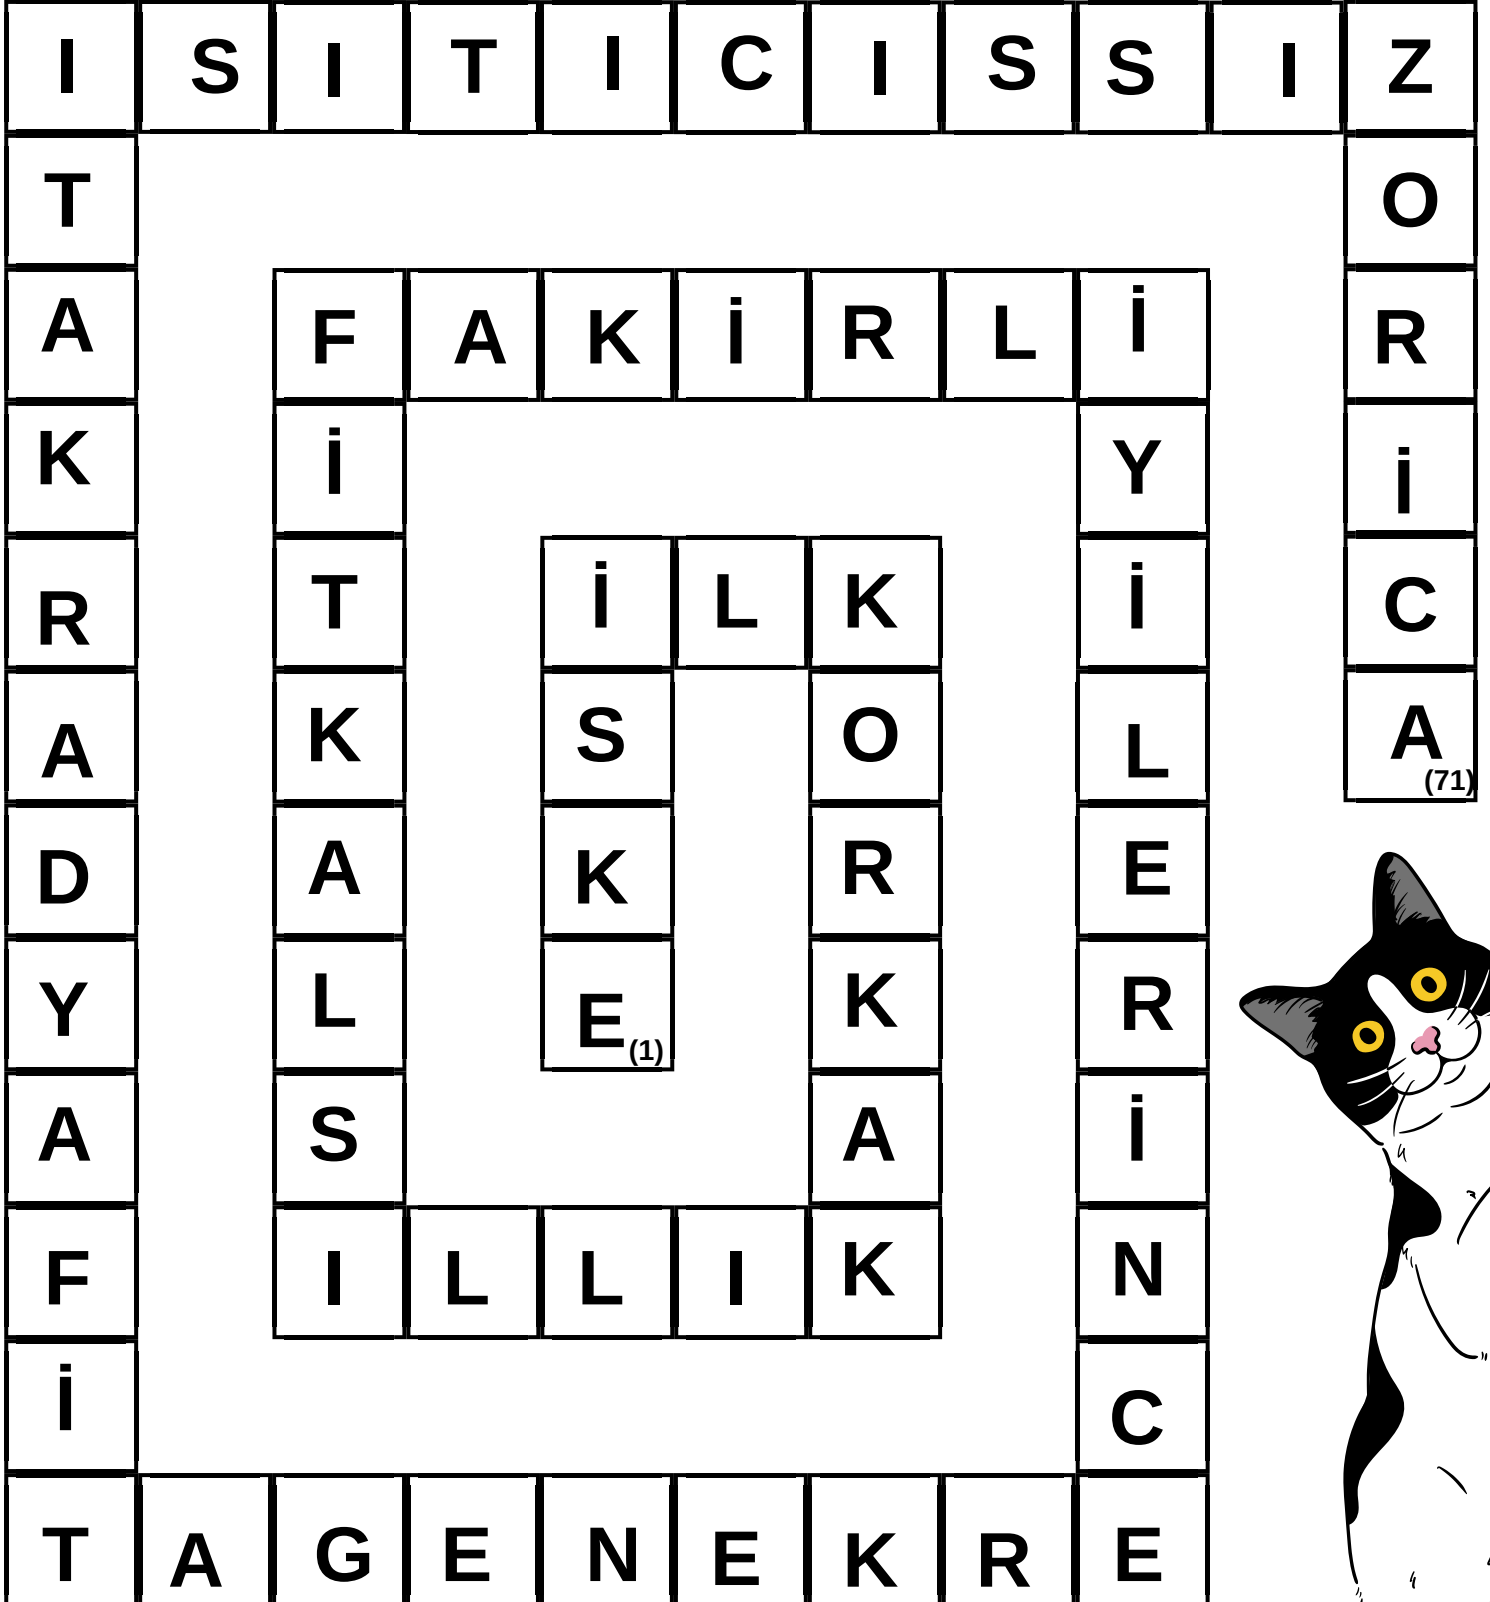 I S I T I C I S S I Z
T O
A F A K İ R L İ R
K İ Y İ
R T İ L K İ C
A K S O L A (71)
D A K R E
Y L E (1) K R
A S A İ
F I L L I K N
İ C
T A G E N E K R E